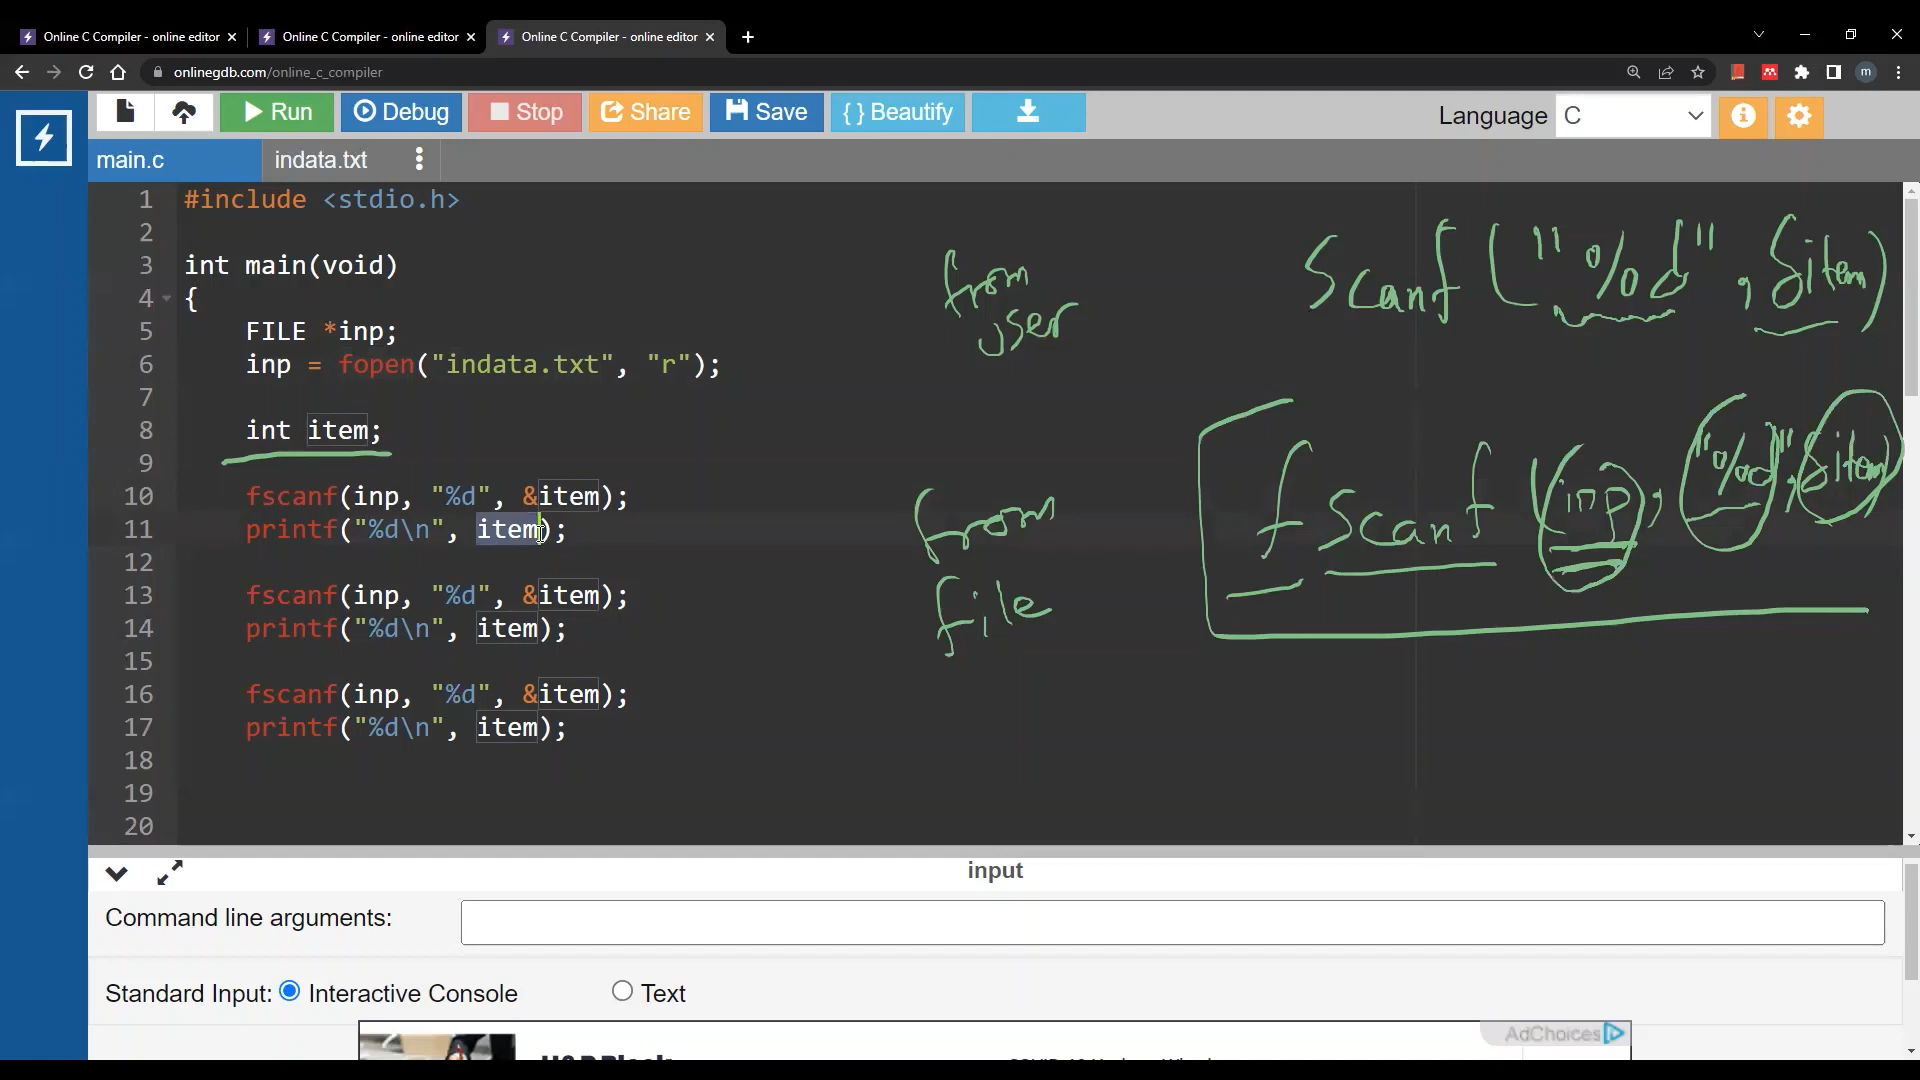 Online C Compiler - online editor
Online C Compiler - online editor
Online C Compiler - online editor
onlinegdb.com/online_c_compiler
m
Run
Debug
Stop
Share
Save
{ } Beautify
Language
C
main.c
indata.txt
1 #include <stdio.h>
2
3 int main(void)
4 {
5 FILE *inp;
6 inp = fopen("indata.txt", "r");
7
8 int item;
9
10 fscanf(inp, "%d", &item);
11 printf("%d\n", item);
12
13 fscanf(inp, "%d", &item);
14 printf("%d\n", item);
15
16 fscanf(inp, "%d", &item);
17 printf("%d\n", item);
18
19
20
from
user
Scanf ("%d", &item)
from
file
fscanf (inp, "%d", &item)
input
Command line arguments:
Standard Input:
Interactive Console
Text
AdChoices